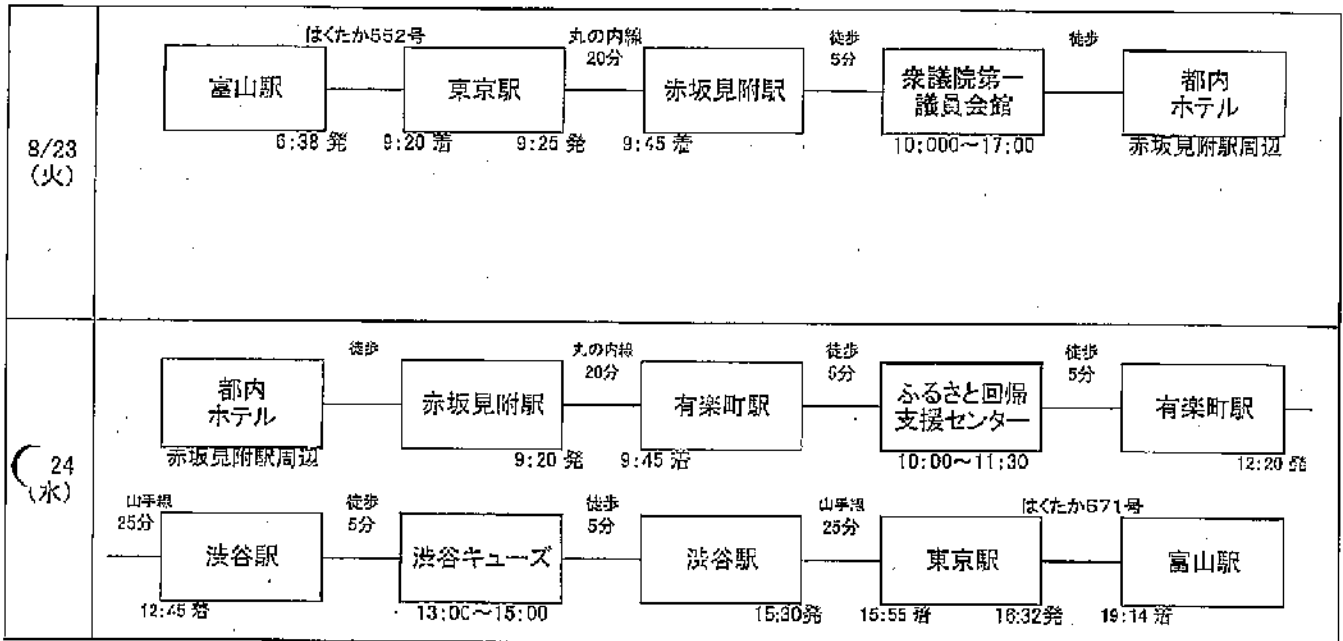 8/23
(火)
はくたか552号
丸の内線
20分
徒歩
5分
徒歩
富山駅
東京駅
赤坂見附駅
衆議院第一
議員会館
都内
ホテル
6:38 発
9:20 着
9:25 発
9:45 着
10:000～17:00
赤坂見附駅周辺
24
(水)
徒歩
丸の内線
20分
徒歩
6分
徒歩
5分
都内
ホテル
赤坂見附駅
有楽町駅
ふるさと回帰
支援センター
有楽町駅
赤坂見附駅周辺
9:20 発
9:45 着
10:00～11:30
12:20 発
山手線
25分
徒歩
5分
徒歩
5分
山手線
25分
はくたか571号
渋谷駅
渋谷キューズ
渋谷駅
東京駅
富山駅
12:45 着
13:00～15:00
15:30発
15:55 着
16:32発
19:14 着